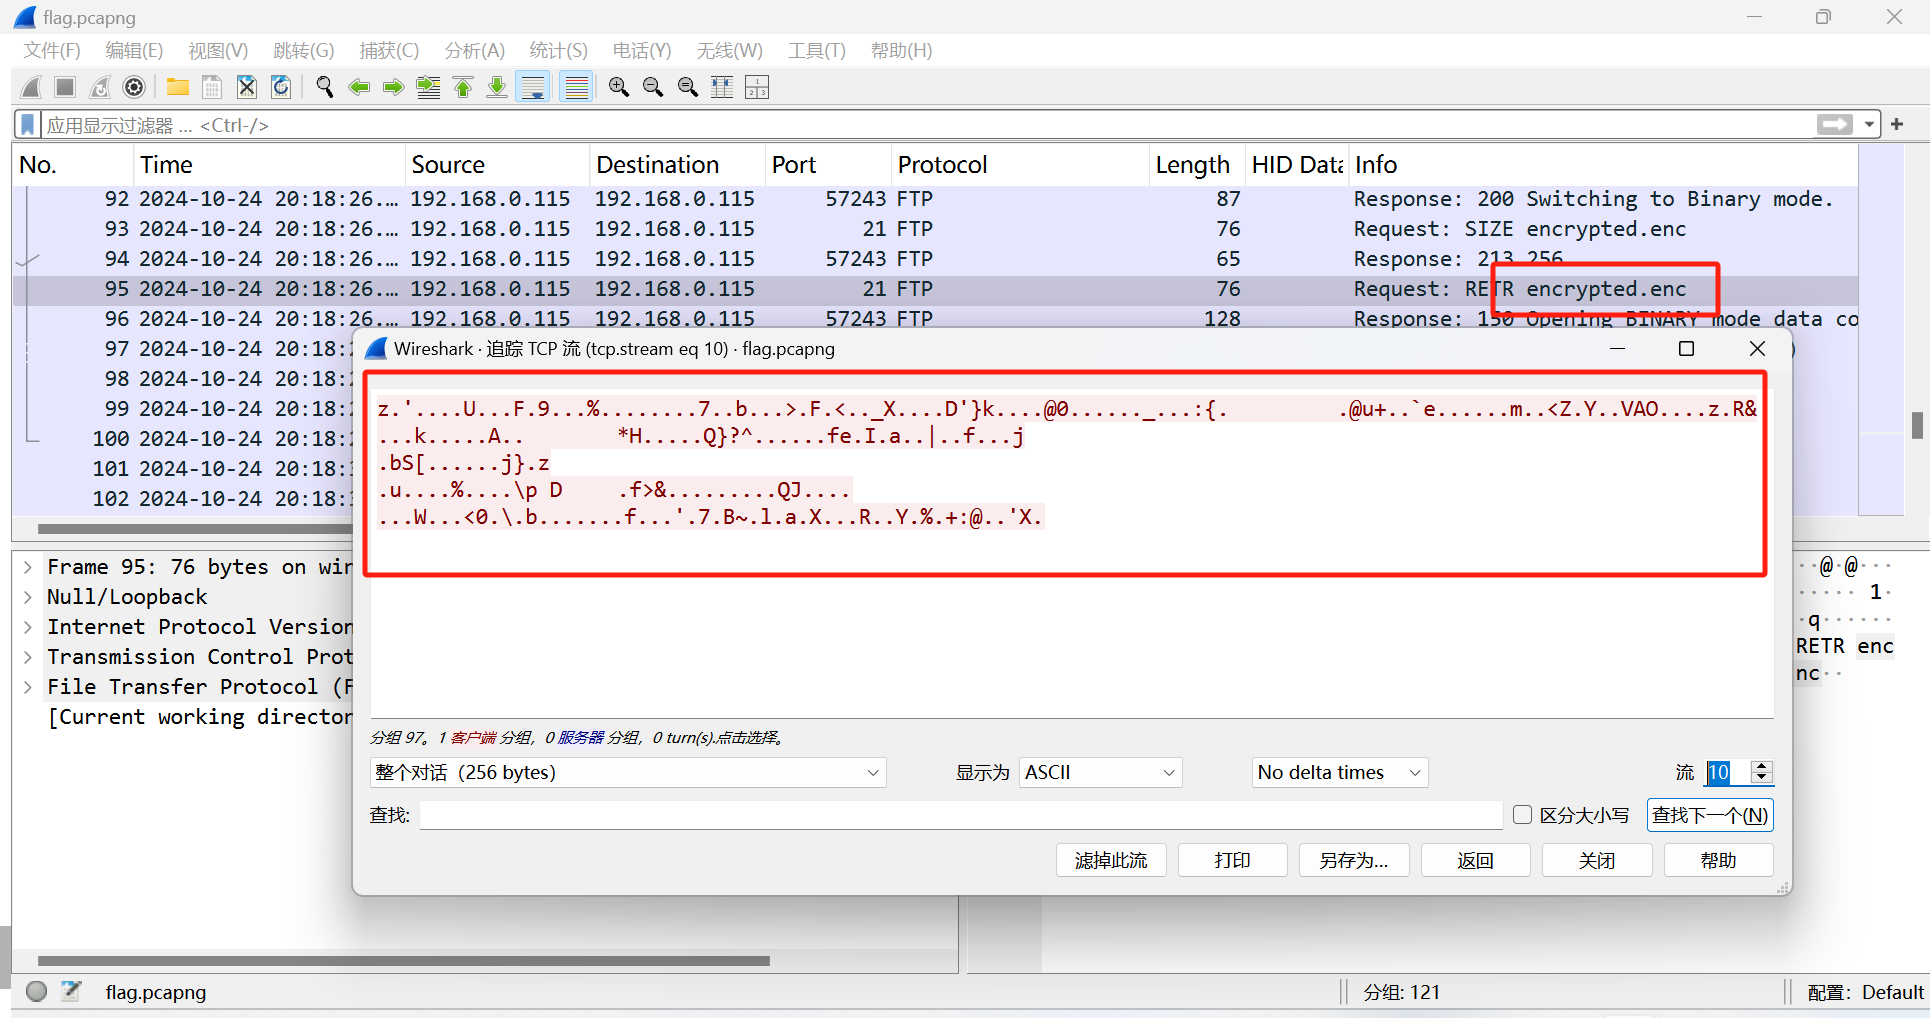 flag.pcapng
文件(F) 编辑(E) 视图(V) 跳转(G) 捕获(C) 分析(A) 统计(S) 电话(Y) 无线(W) 工具(T) 帮助(H)
应用显示过滤器 … <Ctrl-/>
No. Time Source Destination Port Protocol Length HID Data Info
92 2024-10-24 20:18:26.… 192.168.0.115 192.168.0.115 57243 FTP 87 Response: 200 Switching to Binary mode.
93 2024-10-24 20:18:26.… 192.168.0.115 192.168.0.115 21 FTP 76 Request: SIZE encrypted.enc
94 2024-10-24 20:18:26.… 192.168.0.115 192.168.0.115 57243 FTP 65 Response: 213 256
95 2024-10-24 20:18:26.… 192.168.0.115 192.168.0.115 21 FTP 76 Request: RETR encrypted.enc
96 2024-10-24 20:18:26.… 192.168.0.115 192.168.0.115 57243 FTP 128 Response: 150 Opening BINARY mode data co
97 2024-10-24 20:18:2
98 2024-10-24 20:18:2
99 2024-10-24 20:18:2
100 2024-10-24 20:18:2
101 2024-10-24 20:18:3
102 2024-10-24 20:18:3
Wireshark · 追踪 TCP 流 (tcp.stream eq 10) · flag.pcapng
z.'....U...F.9...%........7..b...>.F.<.._X....D'}k....@0......_...:{. .@u+..`e......m..<Z.Y..VAO....z.R&
...k.....A.. *H.....Q}?^......fe.I.a..|..f...j
.bS[......j}.z
.u....%....\p D .f>&.........QJ....
...W...<0.\.b.......f...'.7.B~.l.a.X...R..Y.%.+:@..'X.
分组 97。1 客户端 分组，0 服务器 分组，0 turn(s).点击选择。
整个对话 (256 bytes) 显示为 ASCII No delta times 流 10
查找: 区分大小写 查找下一个(N)
滤掉此流 打印 另存为… 返回 关闭 帮助
Frame 95: 76 bytes on wir
Null/Loopback
Internet Protocol Version
Transmission Control Prot
File Transfer Protocol (F
[Current working director
··@·@···
····· 1·
·q······
RETR enc
nc··
flag.pcapng 分组: 121 配置: Default